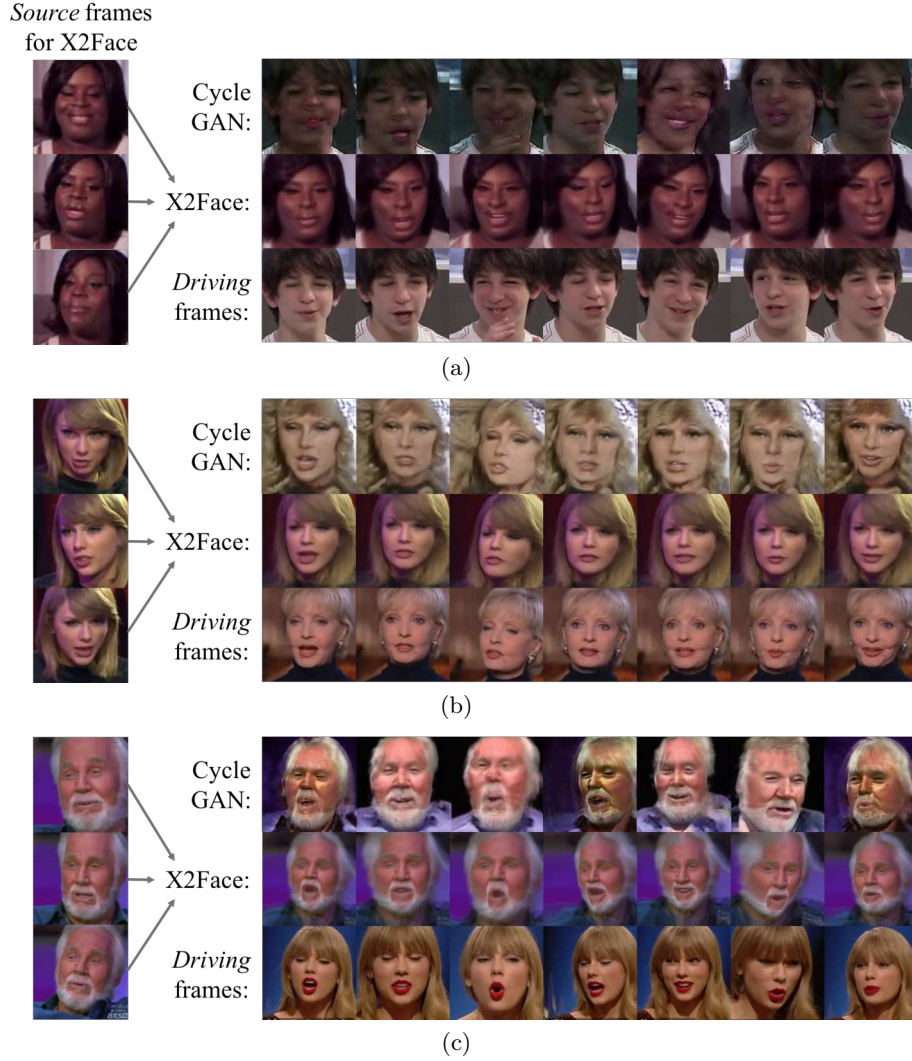 Source frames
for X2Face
Cycle
GAN:
X2Face:
Driving
frames:
(a)
Cycle
GAN:
X2Face:
Driving
frames:
(b)
Cycle
GAN:
X2Face:
Driving
frames:
axs
(c)